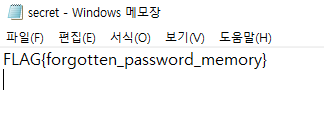 secret - Windows 메모장
파일(F) 편집(E) 서식(O) 보기(V) 도움말(H)
FLAG{forgotten_password_memory}